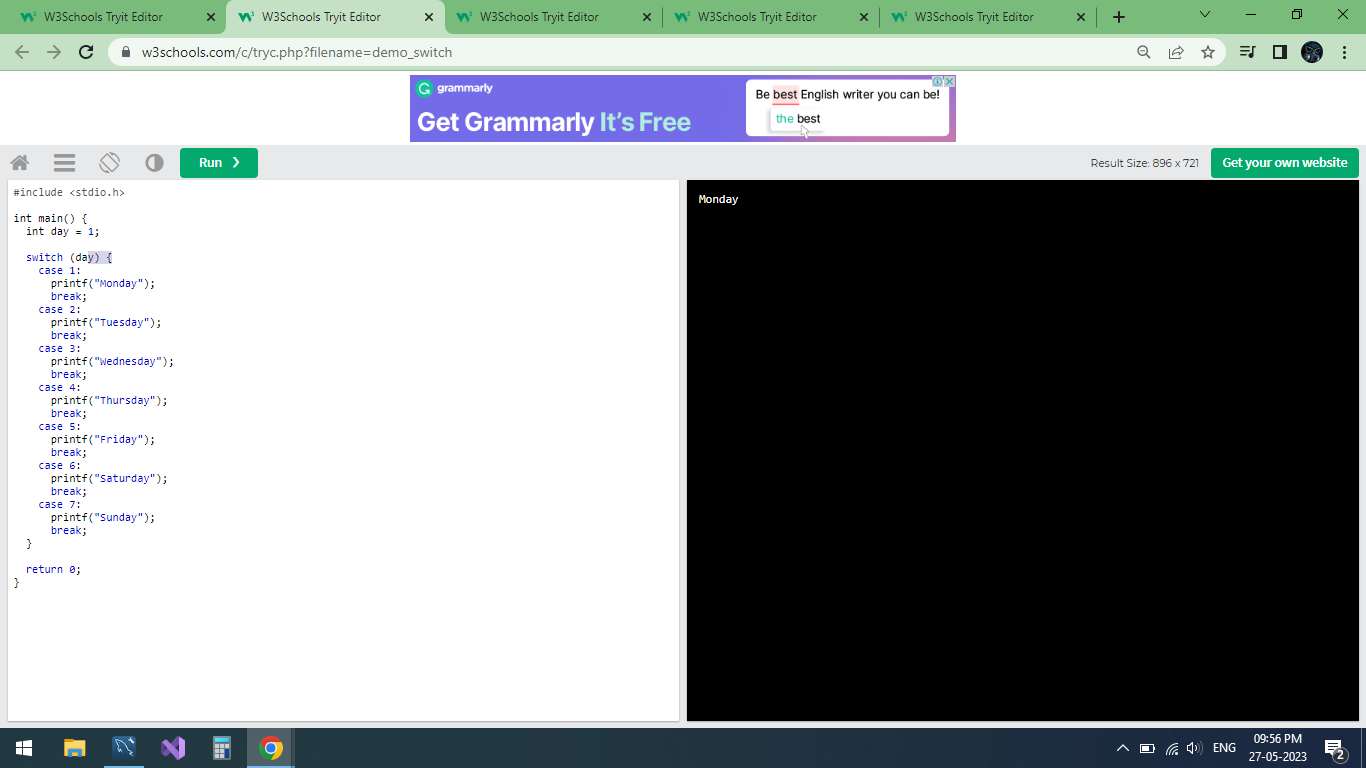 W3Schools Tryit Editor
W3Schools Tryit Editor
W3Schools Tryit Editor
W3Schools Tryit Editor
W3Schools Tryit Editor
w3schools.com/c/tryc.php?filename=demo_switch
grammarly
Get Grammarly It's Free
Be best English writer you can be!
the best
Run ❯
Result Size: 896 x 721
Get your own website
#include <stdio.h>
int main() {
  int day = 1;
  switch (day) {
    case 1:
      printf("Monday");
      break;
    case 2:
      printf("Tuesday");
      break;
    case 3:
      printf("Wednesday");
      break;
    case 4:
      printf("Thursday");
      break;
    case 5:
      printf("Friday");
      break;
    case 6:
      printf("Saturday");
      break;
    case 7:
      printf("Sunday");
      break;
  }
  return 0;
}
Monday
ENG
09:56 PM
27-05-2023
2